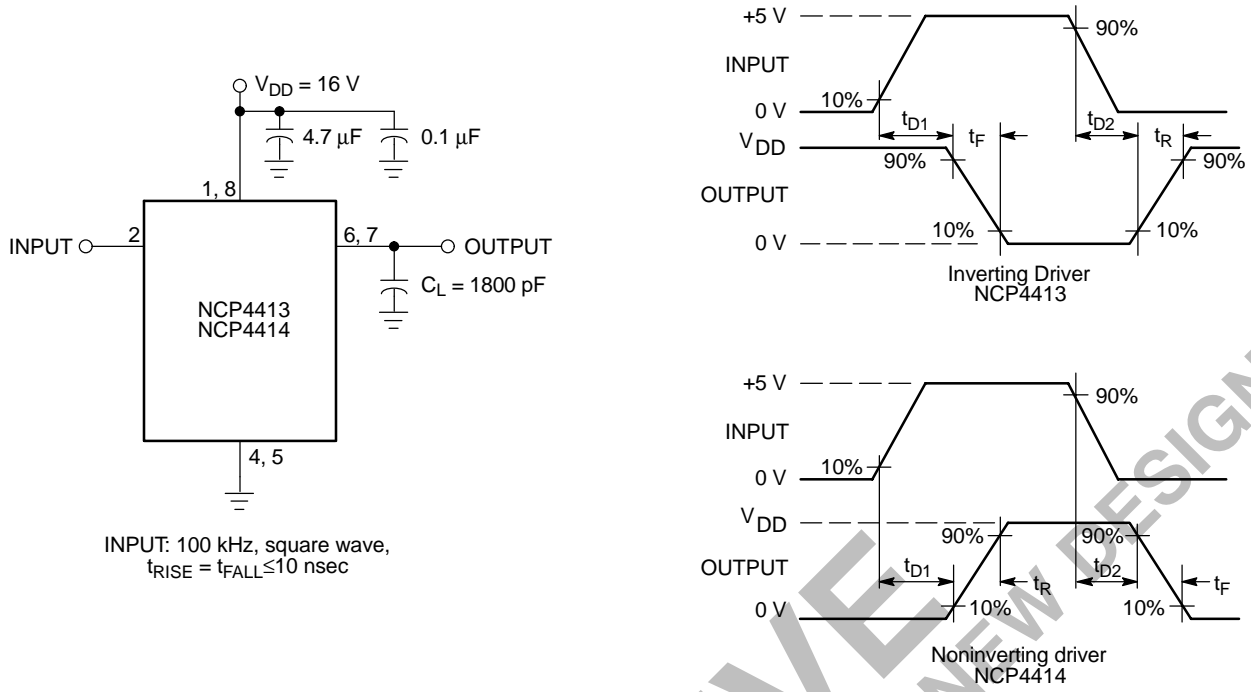 V_DD = 16 V
4.7 μF
0.1 μF
1, 8
INPUT
2
6, 7
OUTPUT
C_L = 1800 pF
NCP4413
NCP4414
4, 5
INPUT: 100 kHz, square wave,
t_RISE = t_FALL≤10 nsec
+5 V
90%
INPUT
10%
0 V
t_D1
t_F
t_D2
t_R
V_DD
90%
90%
OUTPUT
10%
10%
0 V
Inverting Driver
NCP4413
+5 V
90%
INPUT
10%
0 V
V_DD
90%
90%
OUTPUT
t_D1
t_R
t_D2
t_F
0 V
10%
10%
Noninverting driver
NCP4414
NEW DESIGN